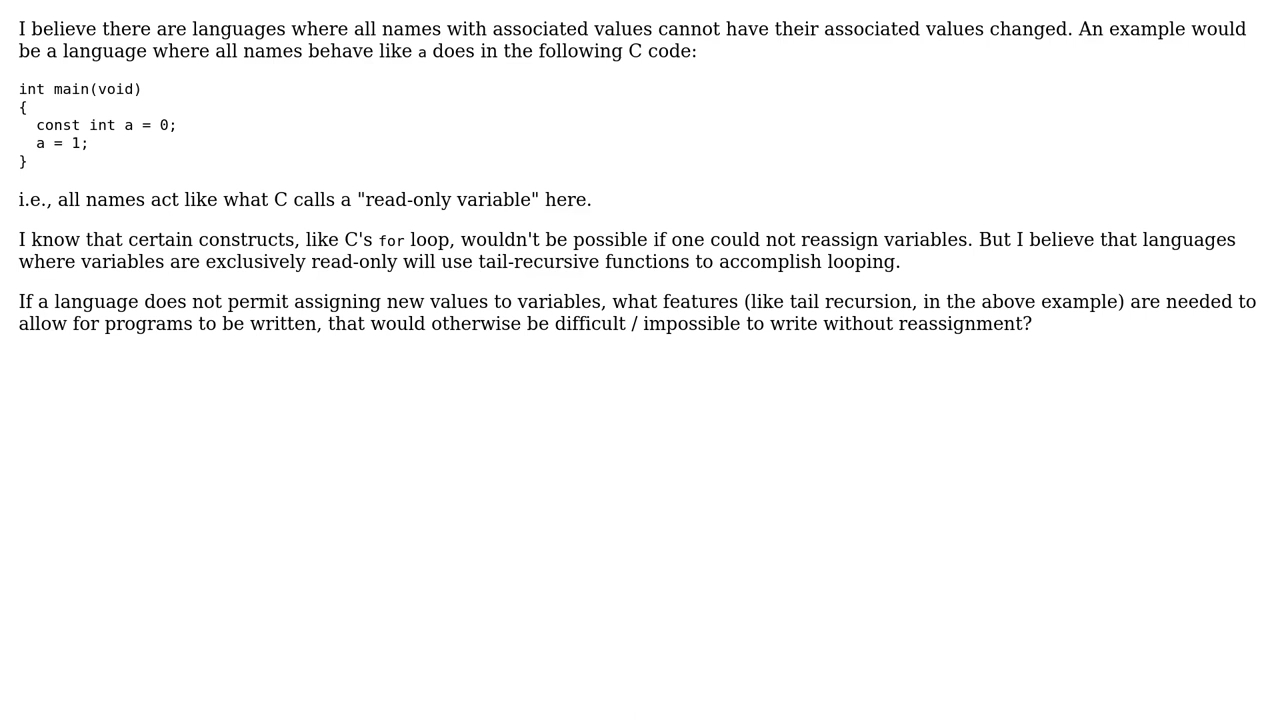 I believe there are languages where all names with associated values cannot have their associated values changed. An example would
be a language where all names behave like a does in the following C code:
int main(void)
{
  const int a = 0;
  a = 1;
}
i.e., all names act like what C calls a "read-only variable" here.
I know that certain constructs, like C's for loop, wouldn't be possible if one could not reassign variables. But I believe that languages
where variables are exclusively read-only will use tail-recursive functions to accomplish looping.
If a language does not permit assigning new values to variables, what features (like tail recursion, in the above example) are needed to
allow for programs to be written, that would otherwise be difficult / impossible to write without reassignment?